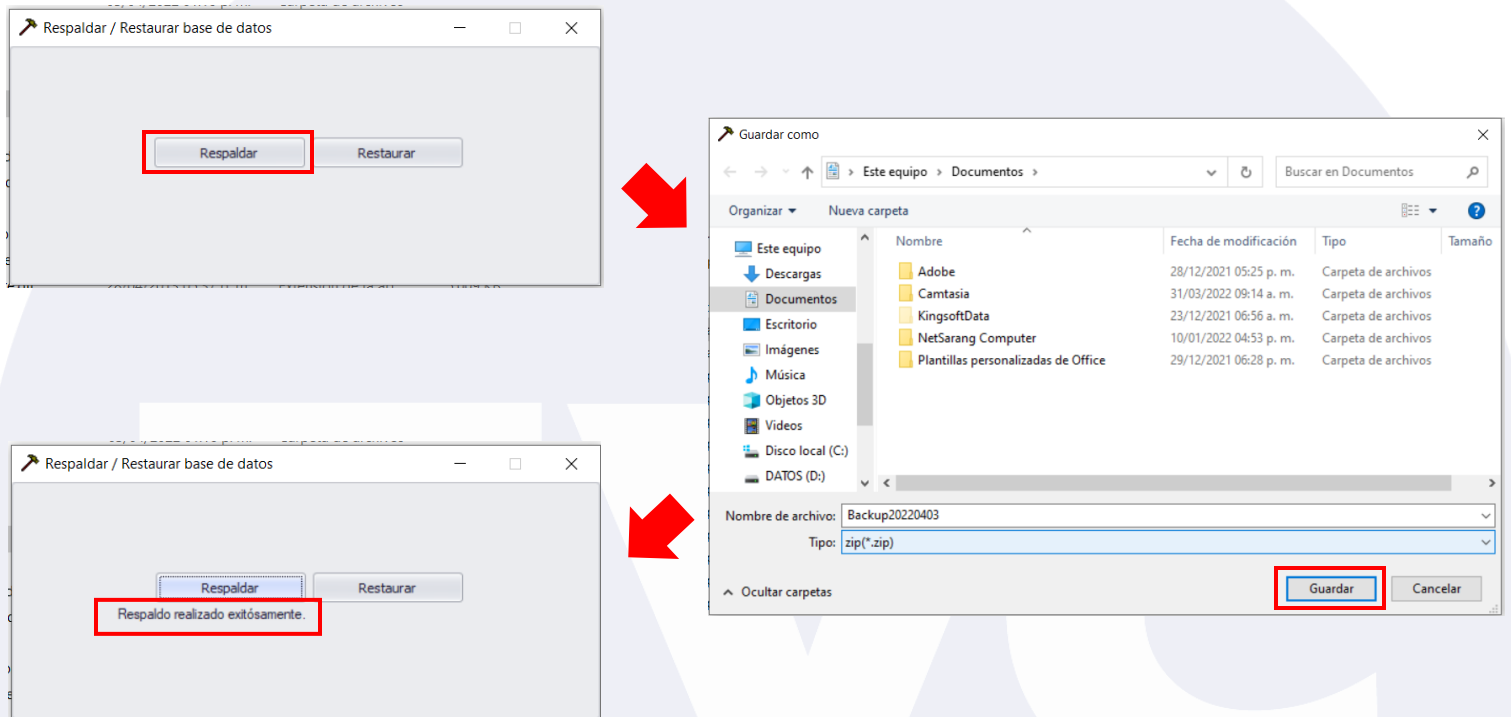 Respaldar / Restaurar base de datos
Respaldar Restaurar
Guardar como
Este equipo › Documentos ›
Buscar en Documentos
Organizar Nueva carpeta
Nombre Fecha de modificación Tipo Tamaño
Este equipo
Descargas
Documentos
Escritorio
Imágenes
Música
Objetos 3D
Videos
Disco local (C:)
DATOS (D:)
Adobe 28/12/2021 05:25 p. m. Carpeta de archivos
Camtasia 31/03/2022 09:14 a. m. Carpeta de archivos
KingsoftData 23/12/2021 06:56 a. m. Carpeta de archivos
NetSarang Computer 10/01/2022 04:53 p. m. Carpeta de archivos
Plantillas personalizadas de Office 29/12/2021 06:28 p. m. Carpeta de archivos
Nombre de archivo: Backup20220403
Tipo: zip(*.zip)
Ocultar carpetas
Guardar Cancelar
Respaldar / Restaurar base de datos
Respaldar Restaurar
Respaldo realizado exitósamente.